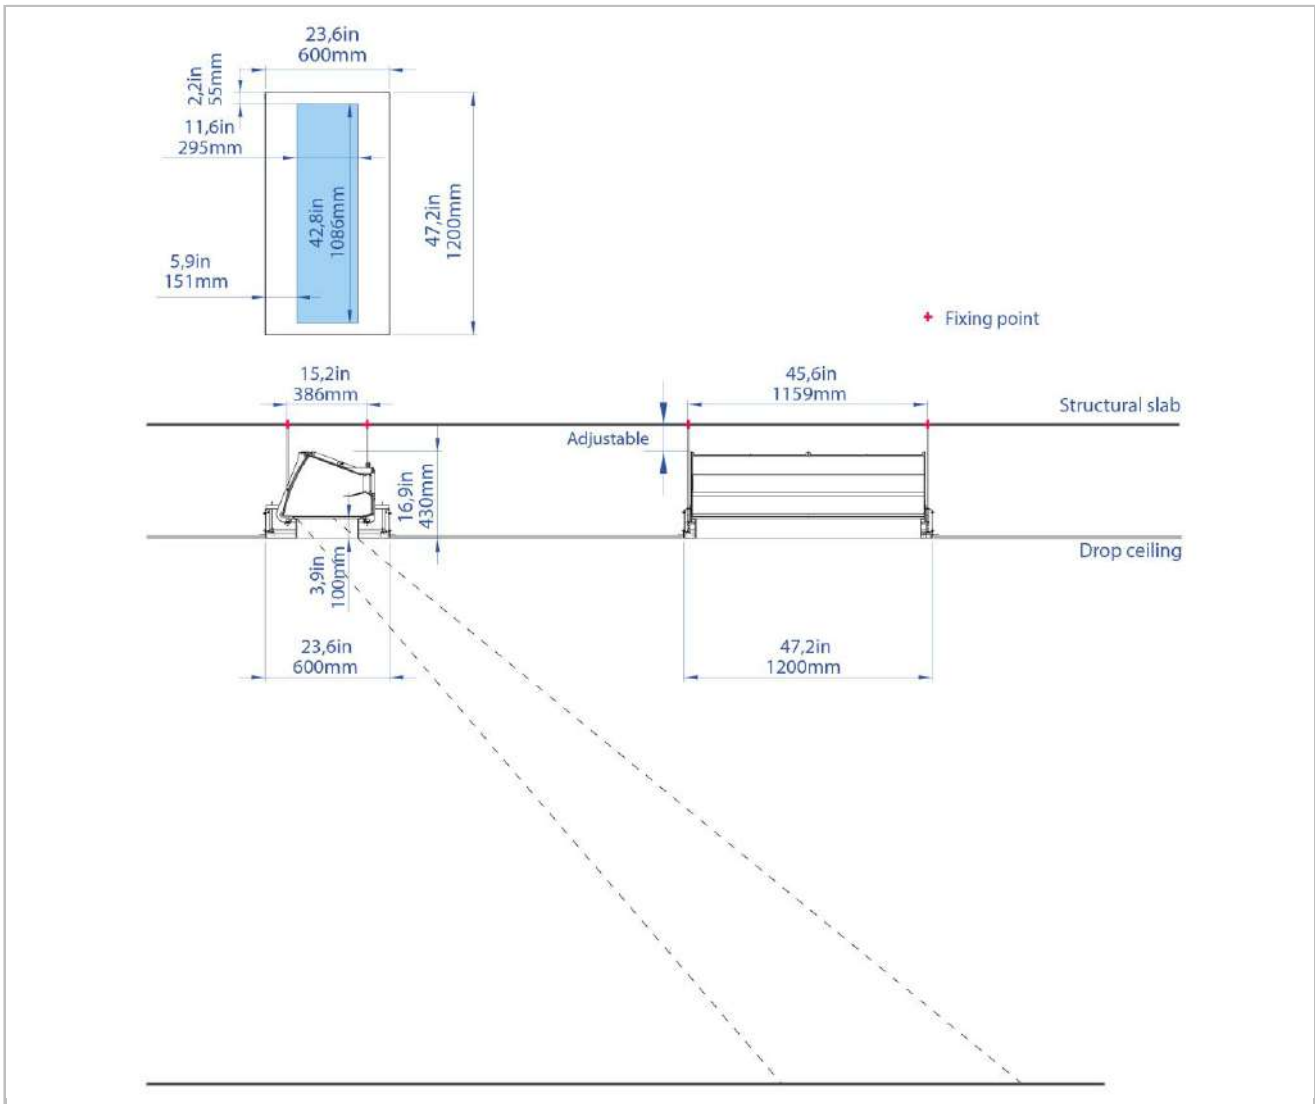 23,6in
600mm
2,2in
55mm
11,6in
295mm
42,8in
1086mm
47,2in
1200mm
5,9in
151mm
Fixing point
15,2in
386mm
45,6in
1159mm
Structural slab
Adjustable
16,9in
430mm
Drop ceiling
3,9in
100mm
23,6in
600mm
47,2in
1200mm